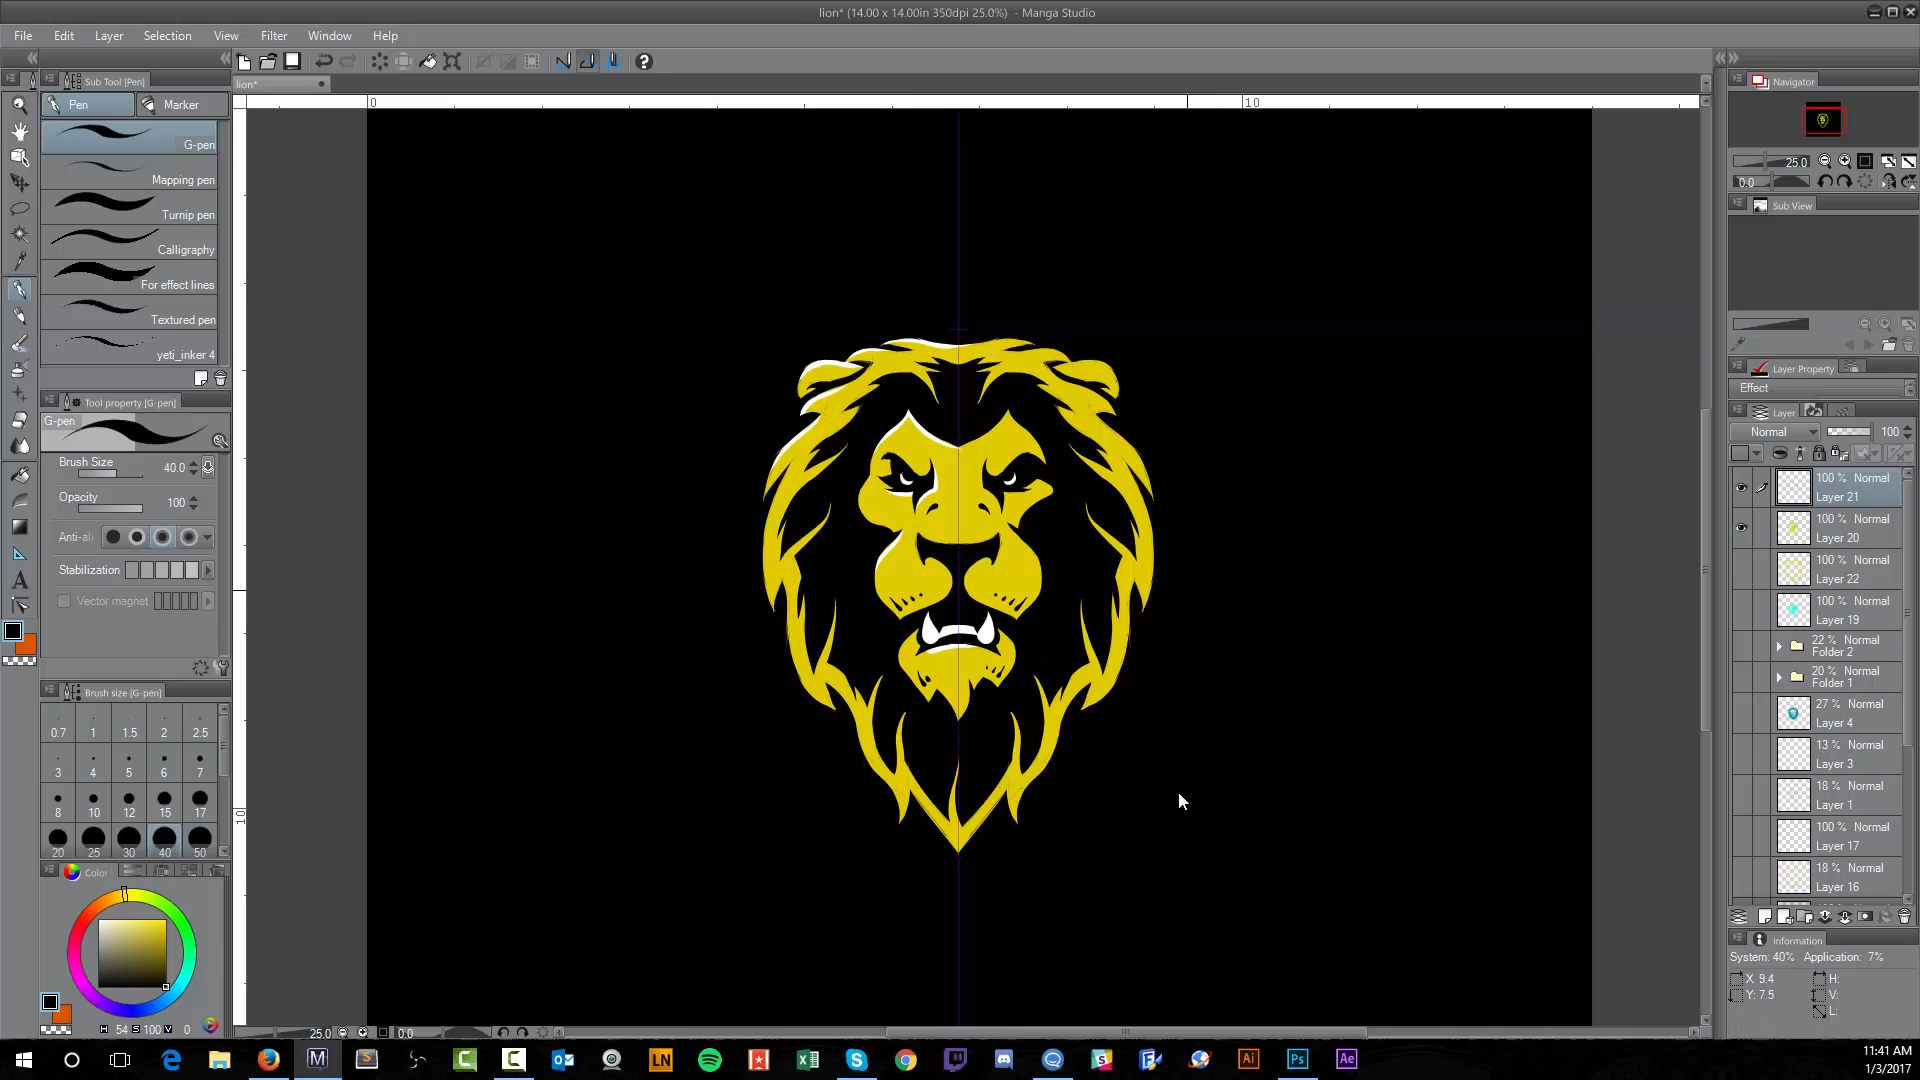 lion* (14.00 x 14.00in 350dpi 25.0%) - Manga Studio
File Edit Layer Selection View Filter Window Help
Sub Tool [Pen]
Pen Marker
G-pen
Mapping pen
Turnip pen
Calligraphy
For effect lines
Textured pen
yeti_inker 4
Tool property [G-pen]
G-pen
Brush Size 40.0
Opacity 100
Anti-ali
Stabilization
Vector magnet
Brush size [G-pen]
0.7 1 1.5 2 2.5
3 4 5 6 7
8 10 12 15 17
20 25 30 40 50
Color
H 54 S 100 V 0
lion*
0 10
10
25.0 0.0
Navigator
25.0
0.0
Sub View
Layer Property
Effect
Layer
Normal 100
100 % Normal
Layer 21
100 % Normal
Layer 20
100 % Normal
Layer 22
100 % Normal
Layer 19
22 % Normal
Folder 2
20 % Normal
Folder 1
27 % Normal
Layer 4
13 % Normal
Layer 3
18 % Normal
Layer 1
100 % Normal
Layer 17
18 % Normal
Layer 16
Information
System: 40% Application: 7%
X 9.4 H:
Y: 7.5 V:
L:
LN Ai Ps Ae
11:41 AM
1/3/2017